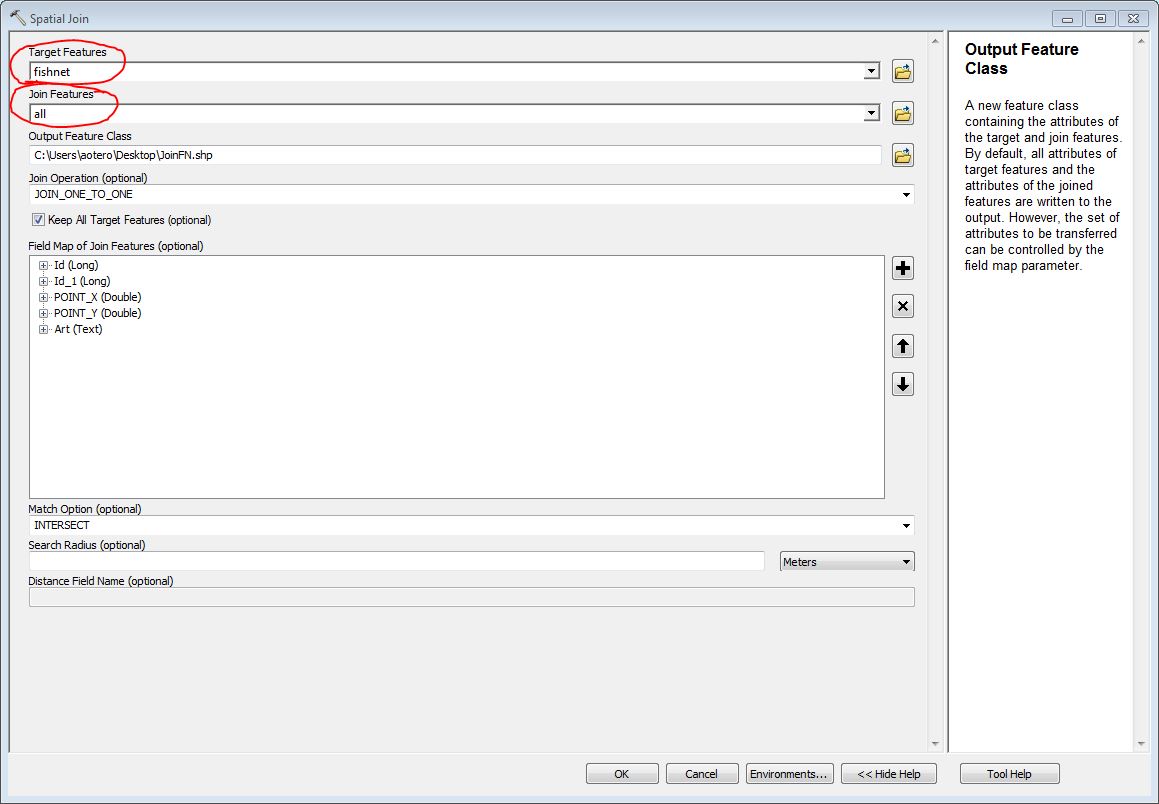 Spatial Join
Target Features
fishnet
Join Features
all
Output Feature Class
C:\Users\aotero\Desktop\JoinFN.shp
Join Operation (optional)
JOIN_ONE_TO_ONE
Keep All Target Features (optional)
Field Map of Join Features (optional)
Id (Long)
Id_1 (Long)
POINT_X (Double)
POINT_Y (Double)
Art (Text)
Match Option (optional)
INTERSECT
Search Radius (optional)
Meters
Distance Field Name (optional)
OK
Cancel
Environments...
<< Hide Help
Tool Help
Output Feature
Class
A new feature class
containing the attributes of
the target and join features.
By default, all attributes of
target features and the
attributes of the joined
features are written to the
output. However, the set of
attributes to be transferred
can be controlled by the
field map parameter.